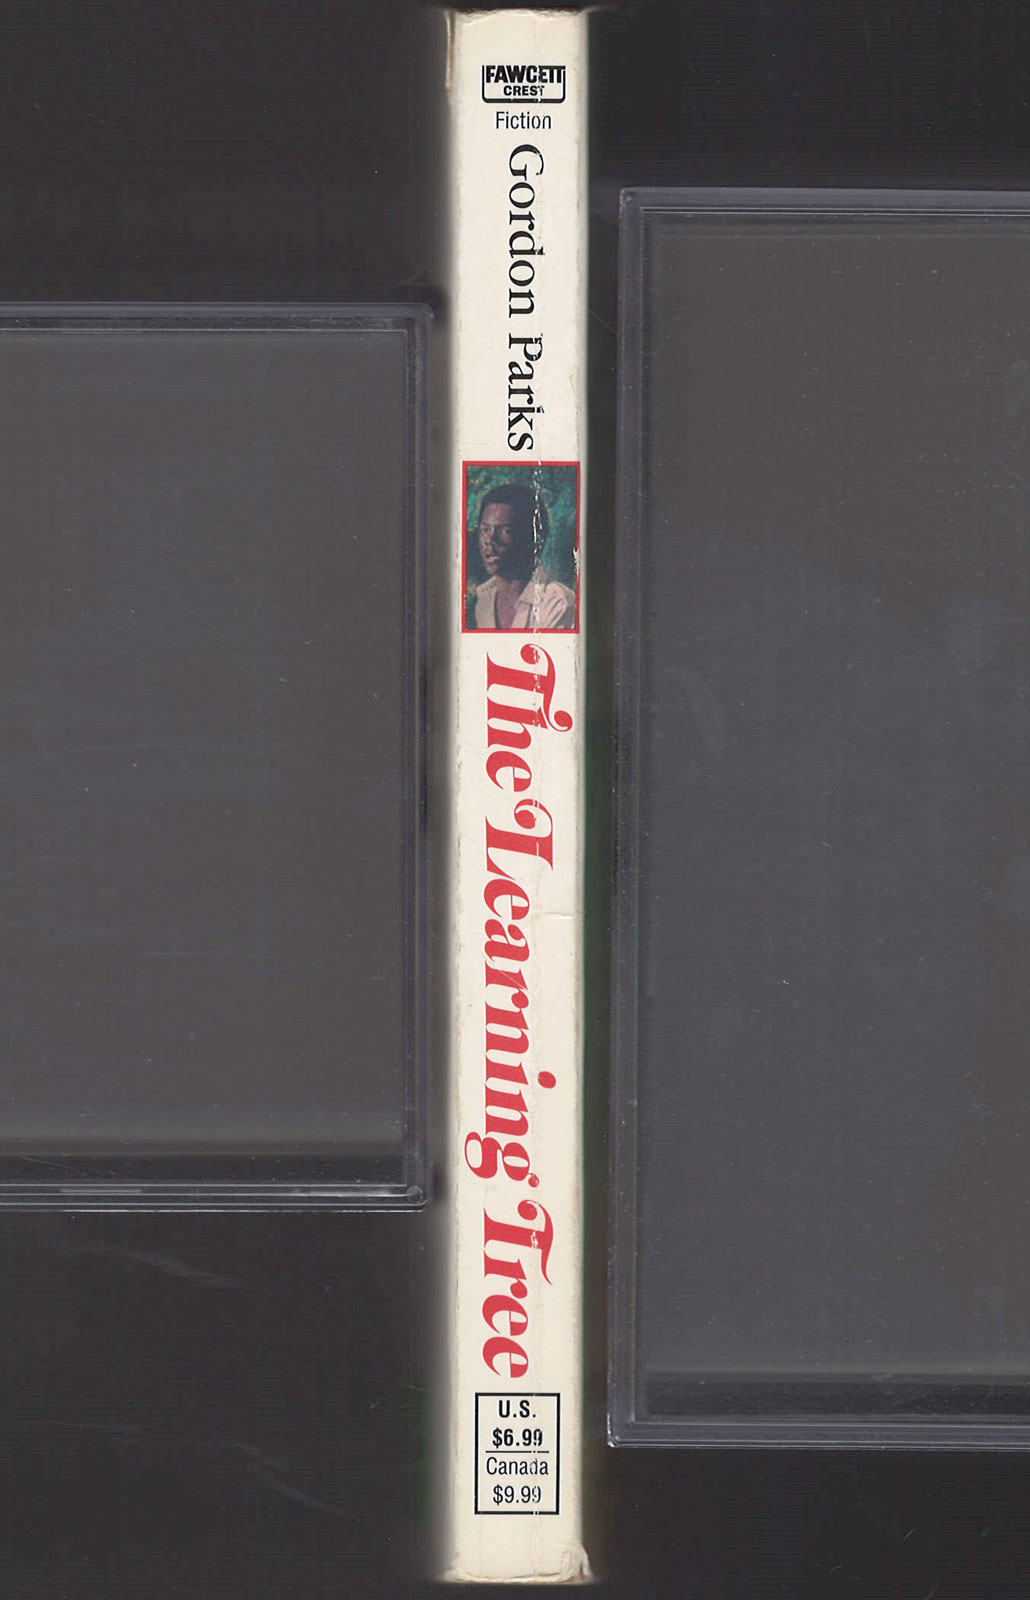 FAWCETT
CREST
Fiction
Gordon Parks
The Learning Tree
U.S.
$6.99
Canada
$9.99